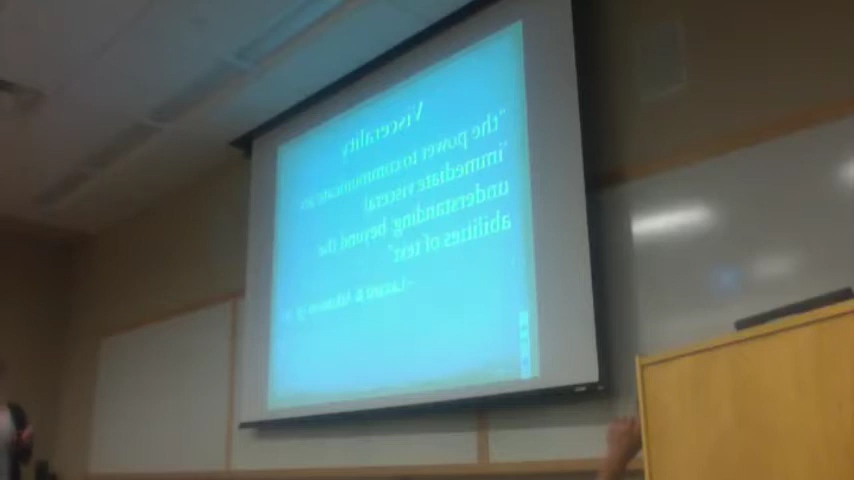 Viscerality
"the power to communicate an
"immediate visceral
understanding' beyond the
abilities of text"